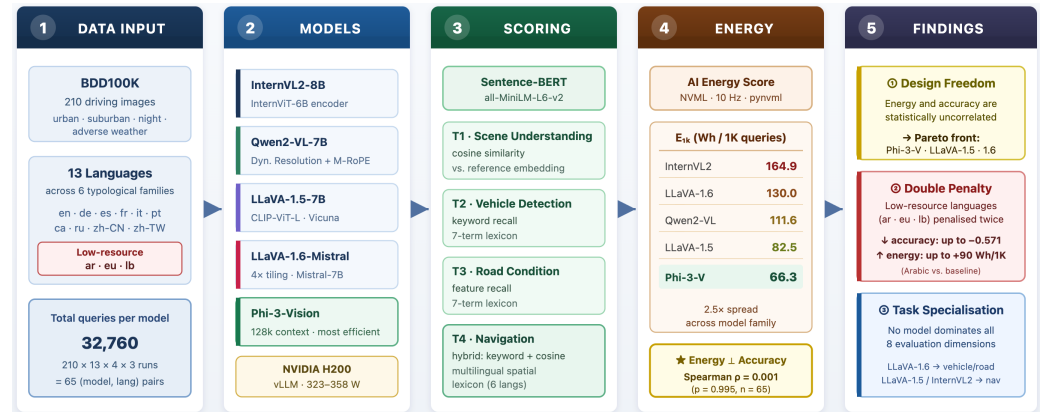 1 DATA INPUT
BDD100K
210 driving images
urban · suburban · night ·
adverse weather
13 Languages
across 6 typological families
en · de · es · fr · it · pt
ca · ru · zh-CN · zh-TW
Low-resource
ar · eu · lb
Total queries per model
32,760
210 × 13 × 4 × 3 runs
= 65 (model, lang) pairs
2 MODELS
InternVL2-8B
InternViT-6B encoder
Qwen2-VL-7B
Dyn. Resolution + M-RoPE
LLaVA-1.5-7B
CLIP-ViT-L · Vicuna
LLaVA-1.6-Mistral
4× tiling · Mistral-7B
Phi-3-Vision
128k context · most efficient
NVIDIA H200
vLLM · 323–358 W
3 SCORING
Sentence-BERT
all-MiniLM-L6-v2
T1 · Scene Understanding
cosine similarity
vs. reference embedding
T2 · Vehicle Detection
keyword recall
7-term lexicon
T3 · Road Condition
feature recall
7-term lexicon
T4 · Navigation
hybrid: keyword + cosine
multilingual spatial
lexicon (6 langs)
4 ENERGY
AI Energy Score
NVML · 10 Hz · pynvml
E₁ₖ (Wh / 1K queries)
InternVL2 164.9
LLaVA-1.6 130.0
Qwen2-VL 111.6
LLaVA-1.5 82.5
Phi-3-V 66.3
2.5× spread
across model family
★ Energy ⊥ Accuracy
Spearman ρ = 0.001
(p = 0.995, n = 65)
5 FINDINGS
① Design Freedom
Energy and accuracy are
statistically uncorrelated
→ Pareto front:
Phi-3-V · LLaVA-1.5 · 1.6
② Double Penalty
Low-resource languages
(ar · eu · lb) penalised twice
↓ accuracy: up to −0.571
↑ energy: up to +90 Wh/1K
(Arabic vs. baseline)
③ Task Specialisation
No model dominates all
8 evaluation dimensions
LLaVA-1.6 → vehicle/road
LLaVA-1.5 / InternVL2 → nav